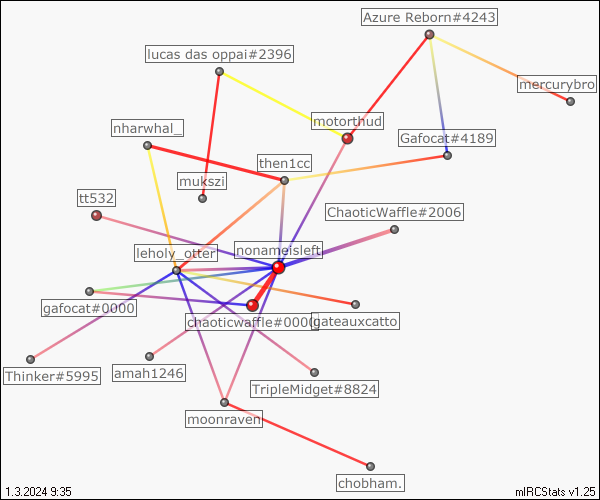 Azure Reborn#4243
lucas das oppai#2396
mercurybro
motorthud
nharwhal_
Gafocat#4189
then1cc
mukszi
tt532
ChaoticWaffle#2006
leholy_otter
nonameisleft
gafocat#0000
chaoticwaffle#0000
gateauxcatto
Thinker#5995
amah1246
TripleMidget#8824
moonraven
chobham.
1.3.2024 9:35
mIRCStats v1.25